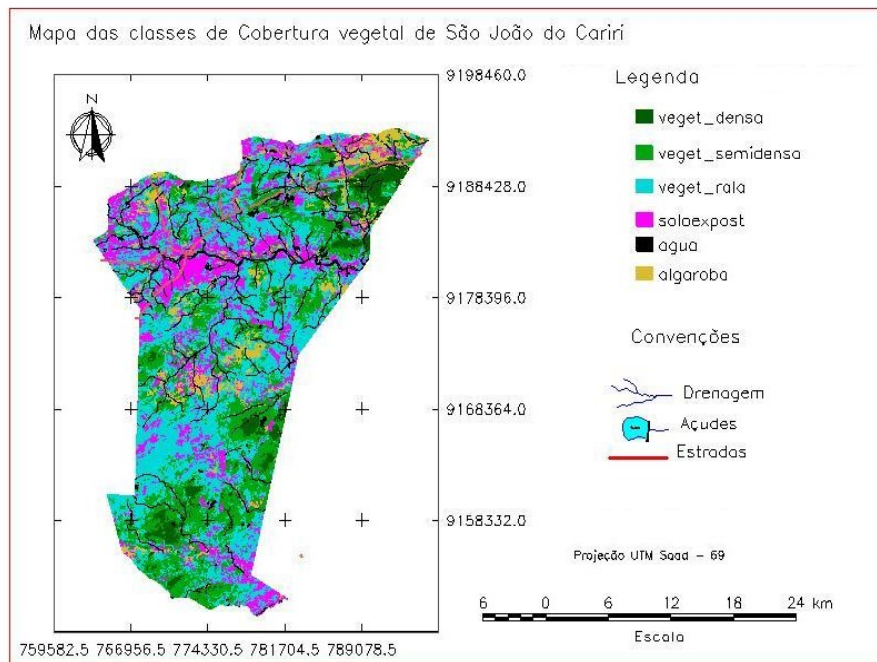 Mapa das classes de Cobertura vegetal de São João do Cariri
N
9198460.0
9188428.0
9178396.0
9168364.0
9158332.0
759582.5 766956.5 774330.5 781704.5 789078.5
Legenda
veget_densa
veget_semidensa
veget_rala
soloexpost
agua
algaroba
Convenções
Drenagem
Açudes
Estradas
Projeção UTM Saad - 69
6 0 6 12 18 24 km
Escala